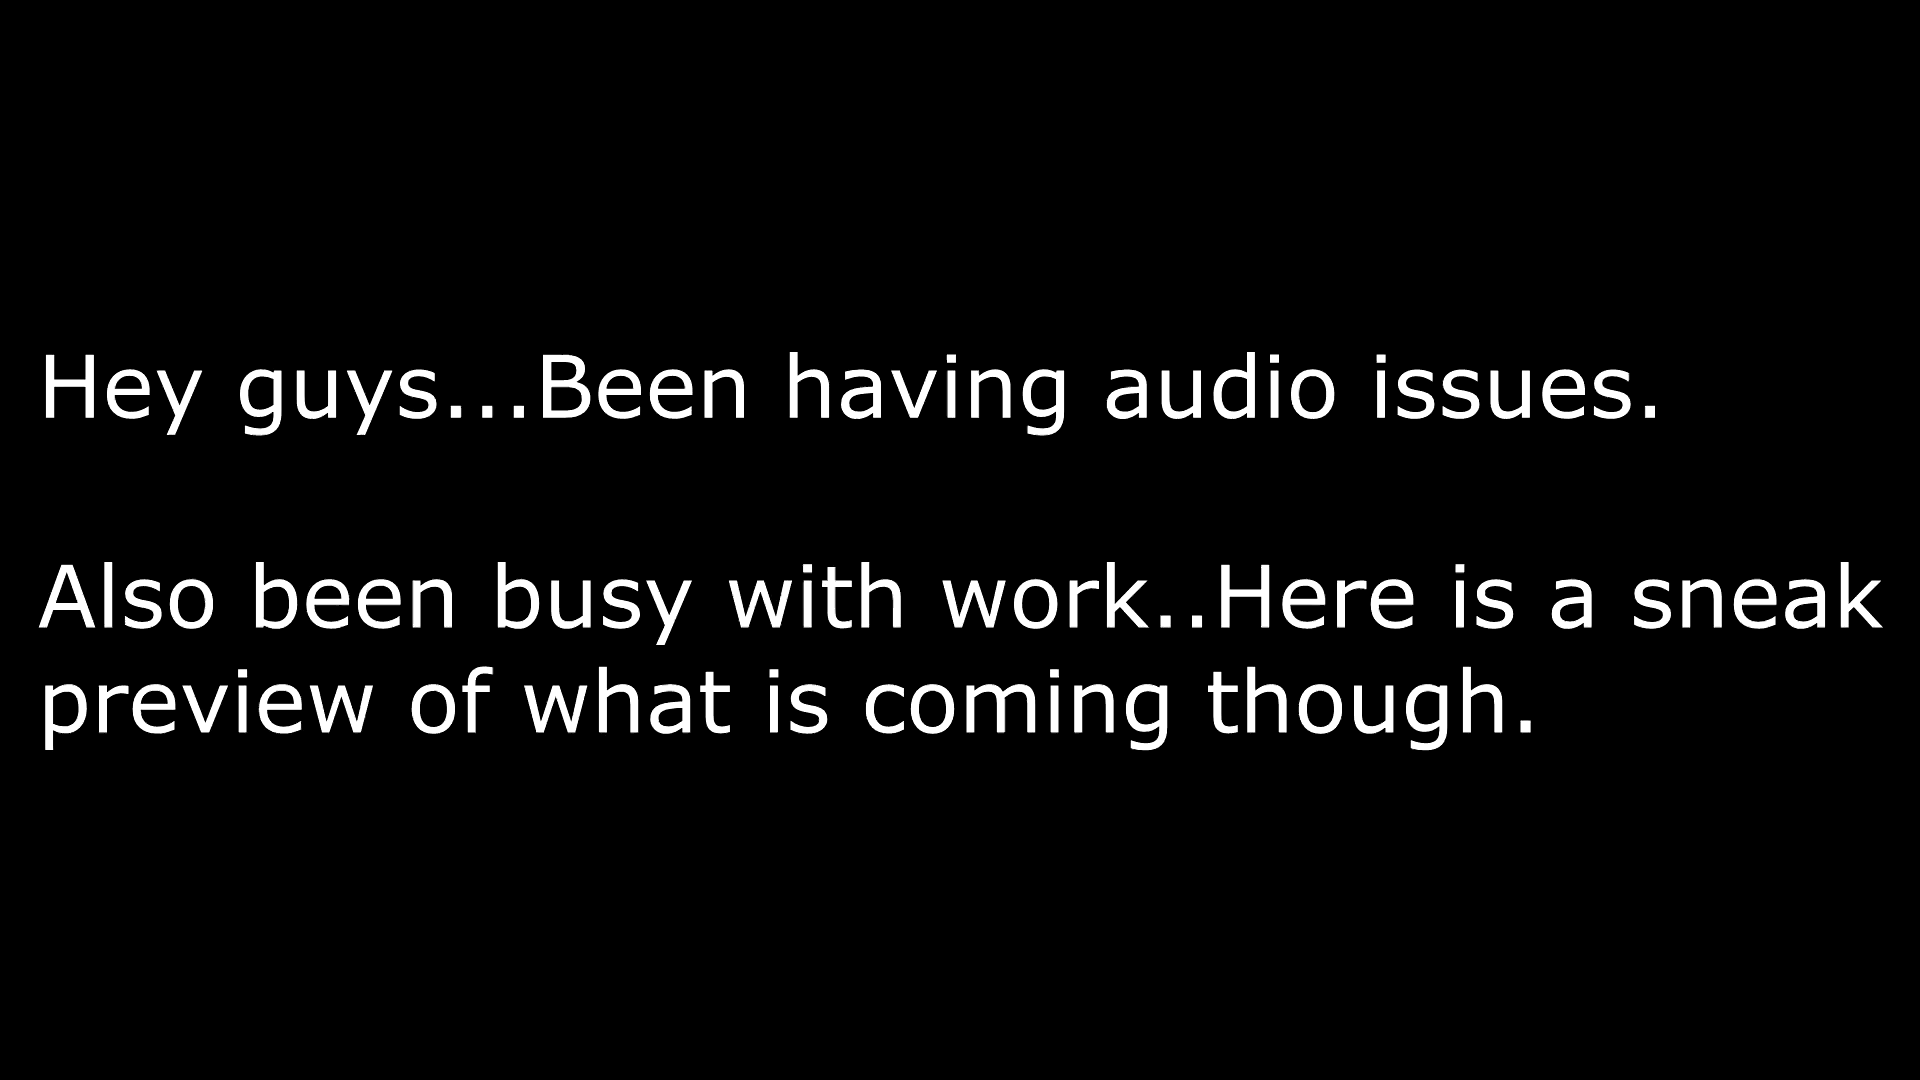 Hey guys...Been having audio issues.
Also been busy with work..Here is a sneak
preview of what is coming though.